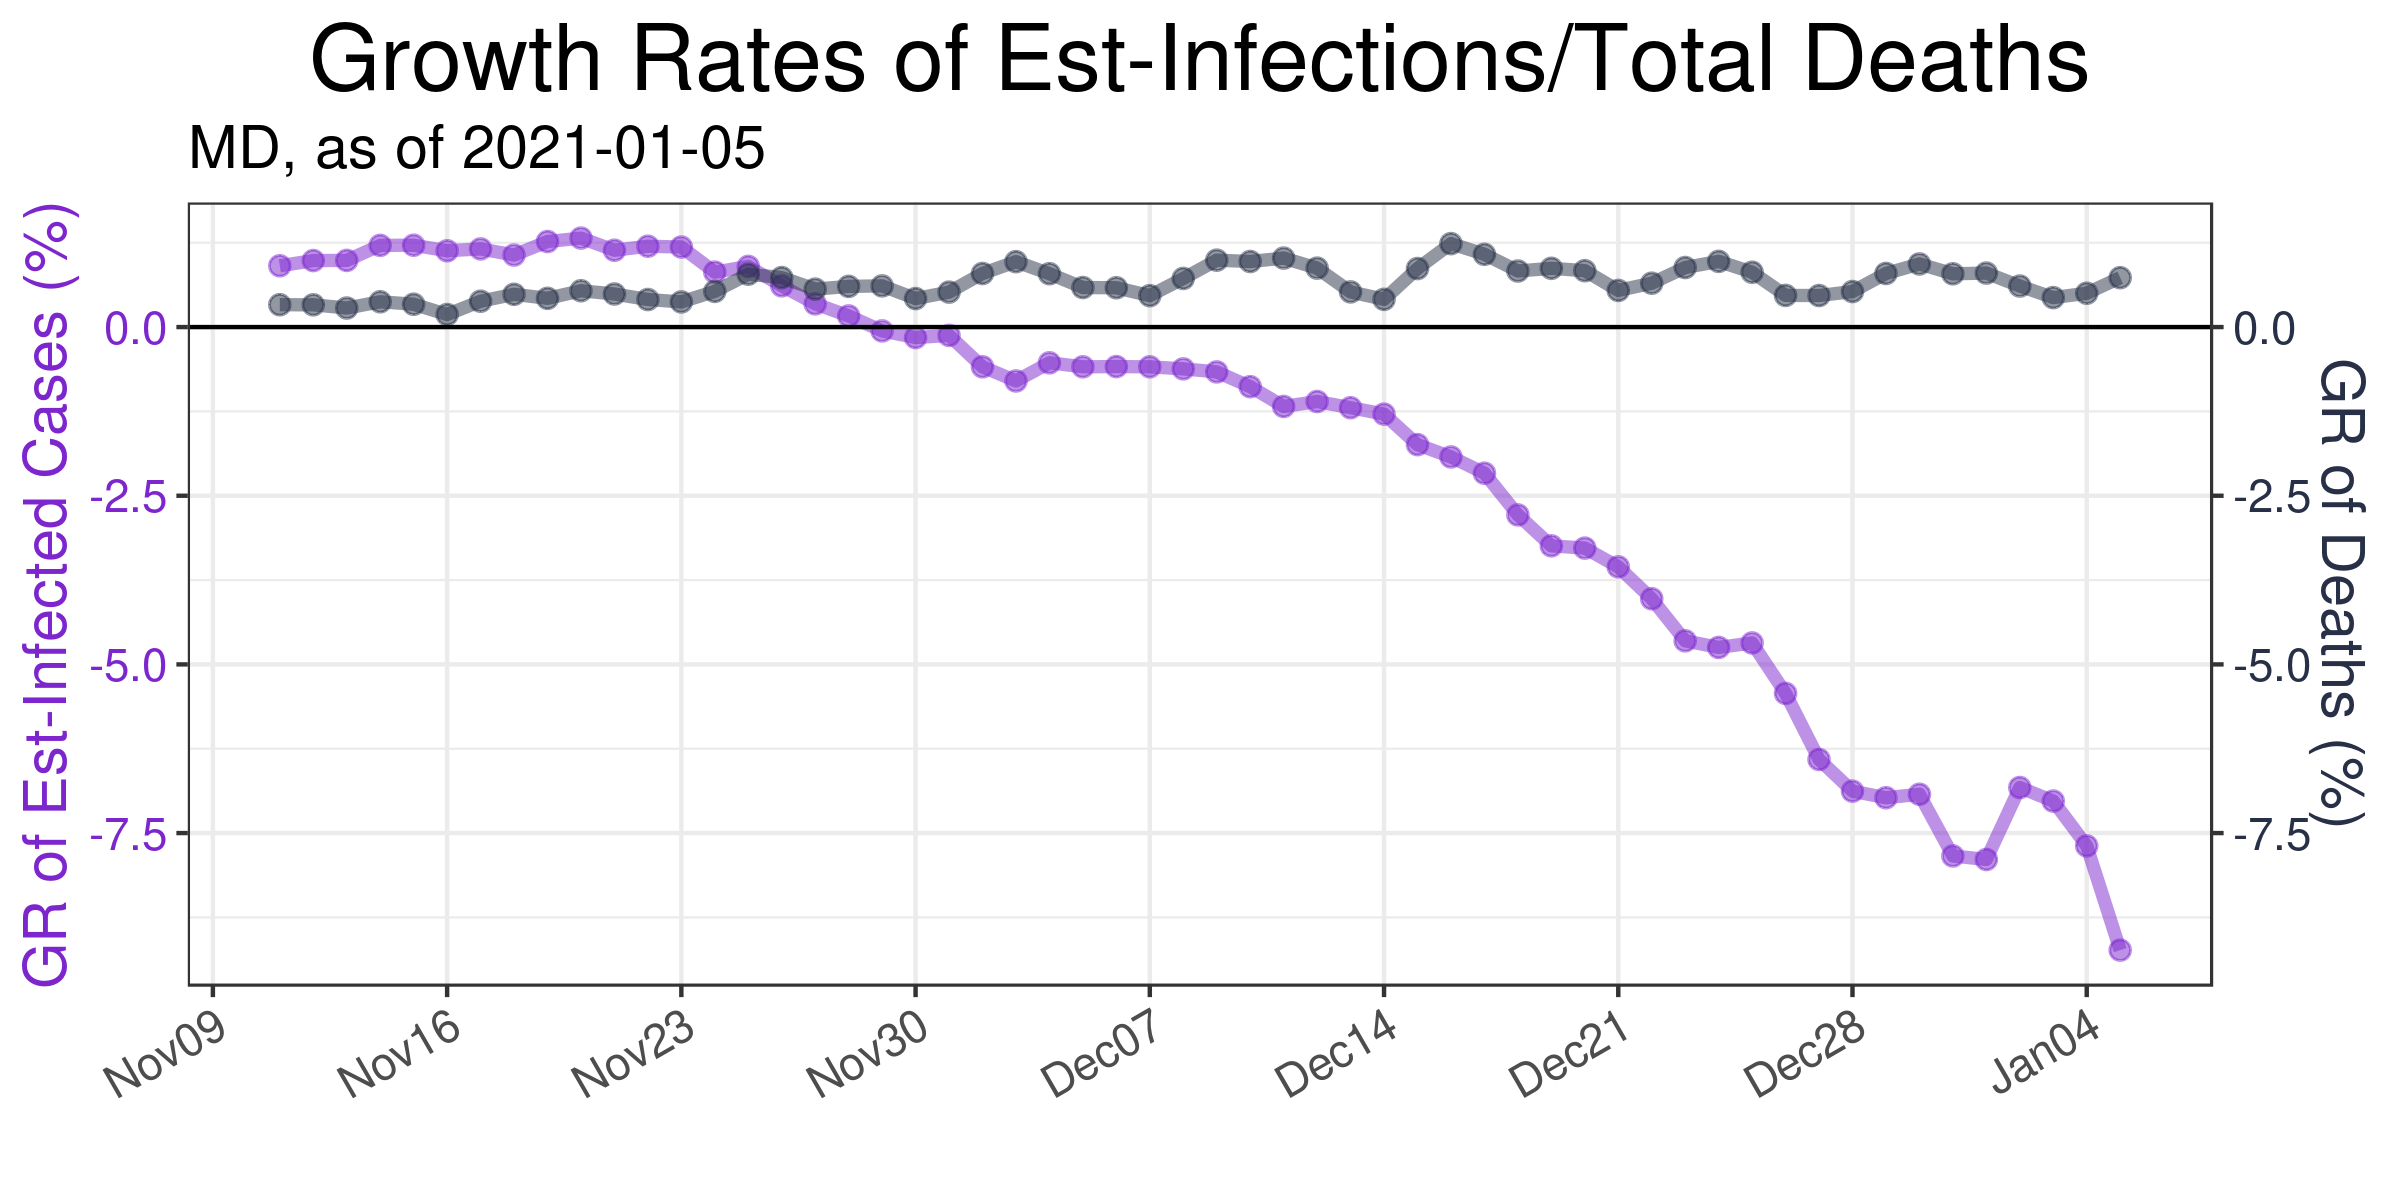 Growth Rates of Est-Infections/Total Deaths
MD, as of 2021-01-05
GR of Est-Infected Cases (%)
0.0
-2.5
-5.0
-7.5
0.0
-2.5
-5.0
-7.5
GR of Deaths (%)
Nov09
Nov16
Nov23
Nov30
Dec07
Dec14
Dec21
Dec28
Jan04